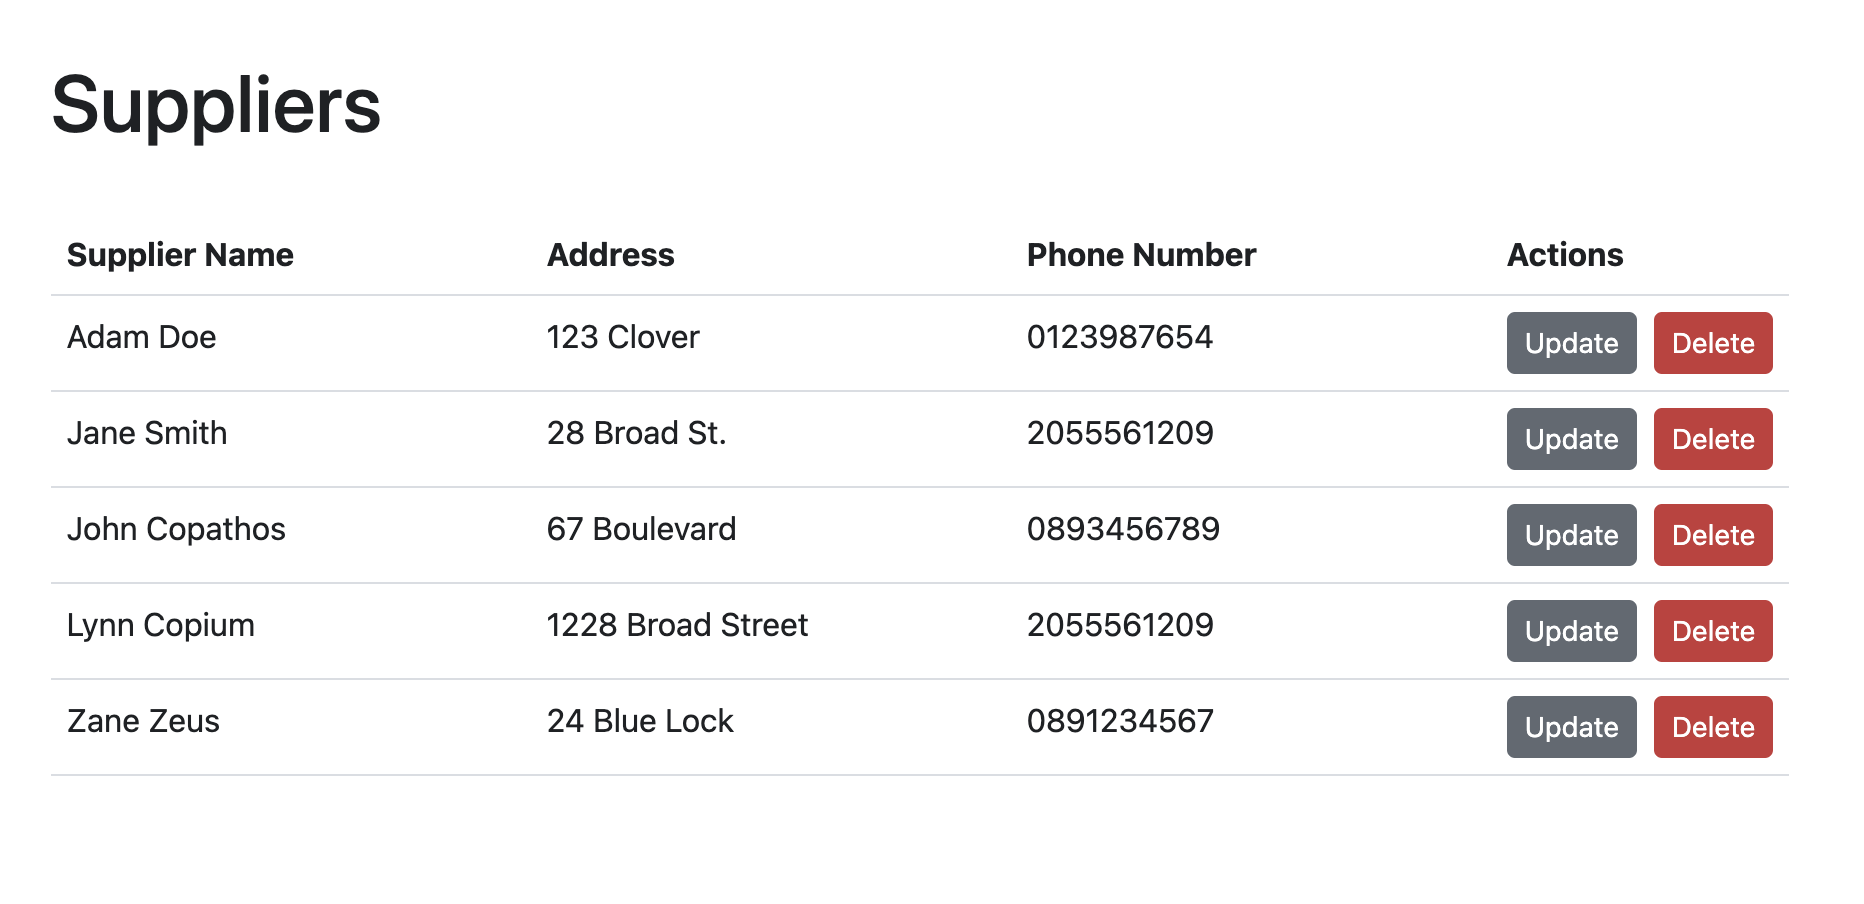 Suppliers
Supplier Name Address Phone Number Actions
Adam Doe 123 Clover 0123987654 Update Delete
Jane Smith 28 Broad St. 2055561209 Update Delete
John Copathos 67 Boulevard 0893456789 Update Delete
Lynn Copium 1228 Broad Street 2055561209 Update Delete
Zane Zeus 24 Blue Lock 0891234567 Update Delete